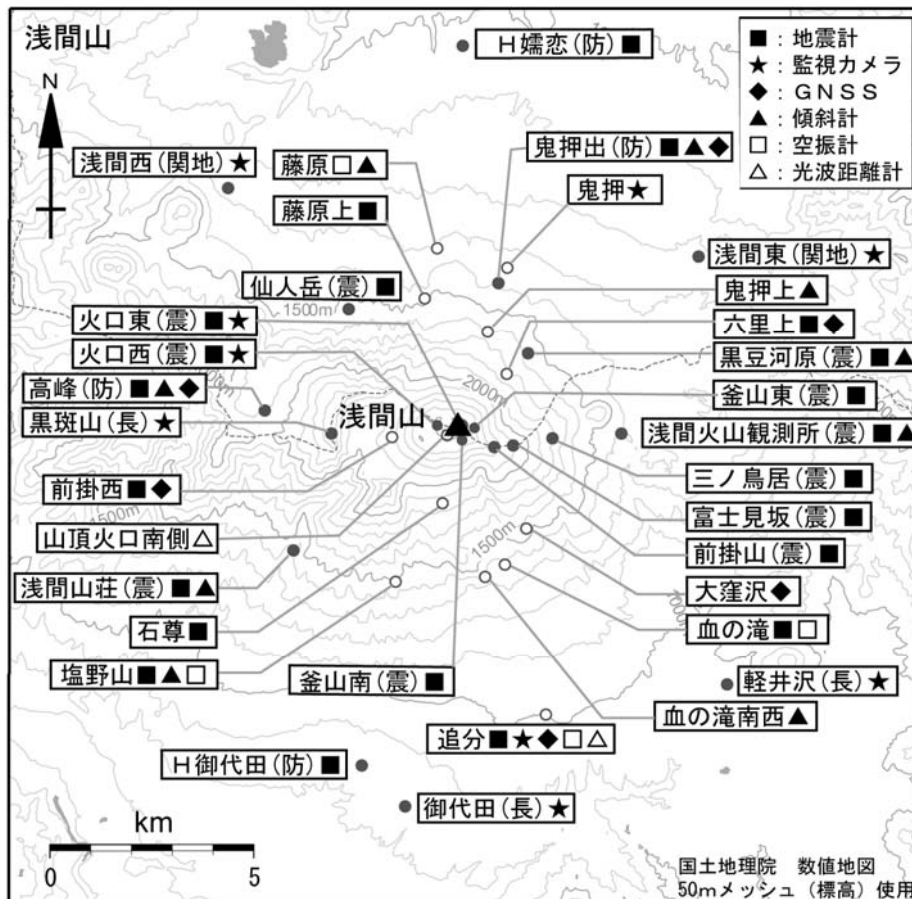 浅間山
H嬬恋(防)■
■:地震計
★:監視カメラ
◆:GNSS
▲:傾斜計
□:空振計
△:光波距離計
N
浅間西(関地)★
藤原□▲
鬼押出(防)■▲◆
鬼押★
藤原上■
浅間東(関地)★
仙人岳(震)■
1500m
鬼押上▲
火口東(震)■★
六里上■◆
火口西(震)■★
黒豆河原(震)■▲
高峰(防)■▲◆
2000m
釜山東(震)■
黒斑山(長)★
浅間山
浅間火山観測所(震)■▲
前掛西■◆
三ノ鳥居(震)■
1500m
富士見坂(震)■
山頂火口南側△
1500m
前掛山(震)■
浅間山荘(震)■▲
大窪沢◆
石尊■
血の滝■□
塩野山■▲□
釜山南(震)■
軽井沢(長)★
血の滝南西▲
追分■★◆□△
H御代田(防)■
御代田(長)★
km
0 5
国土地理院 数値地図
50mメッシュ(標高)使用